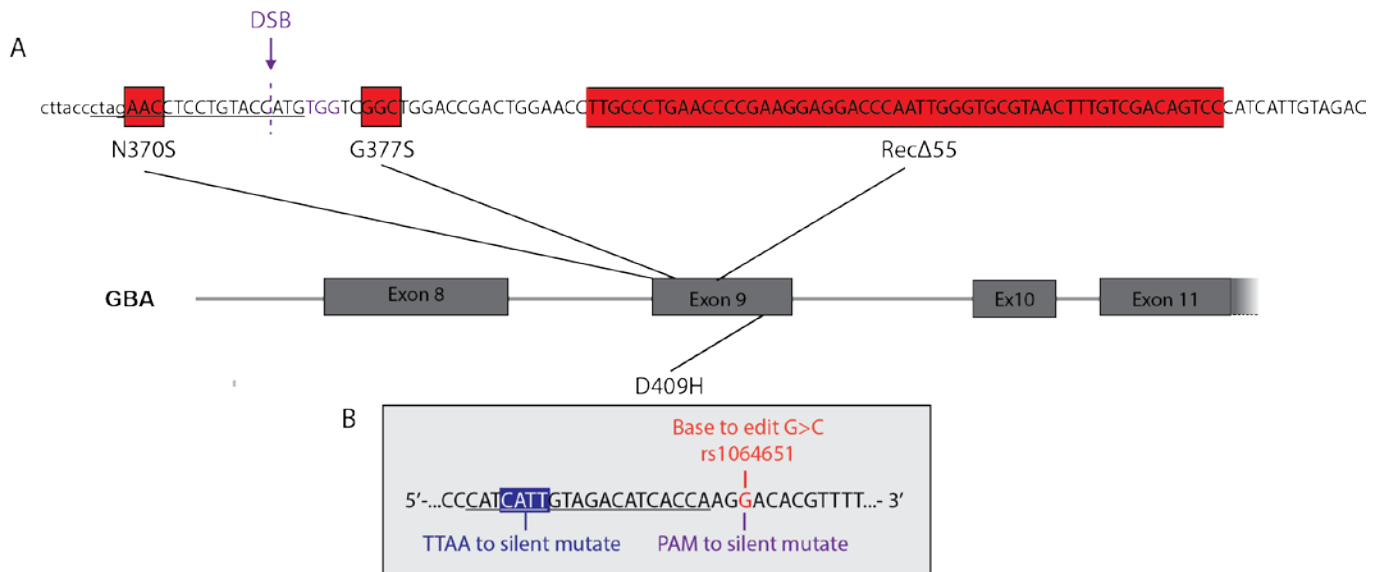 DSB
A
cttaccctagAACCTCCTGTACCATGTGGTCGGCTGGACCGACTGGAACCTTGCCCTGAACCCCGAAGGAGGACCCAATTGGGTGCGTAACTTTGTCGACAGTCCCATCATTGTAGAC
N370S G377S RecΔ55
GBA Exon 8 Exon 9 Ex10 Exon 11
D409H
B
Base to edit G>C
rs1064651
5'-...CCCATCATTGTAGACATCACCAAGGACACGTTTT...- 3'
TTAA to silent mutate PAM to silent mutate